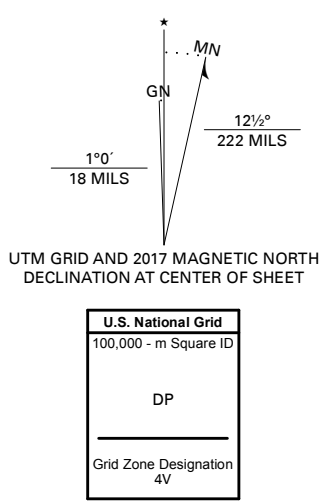 ★
MN
GN
12½°
222 MILS
1°0´
18 MILS
UTM GRID AND 2017 MAGNETIC NORTH
DECLINATION AT CENTER OF SHEET
U.S. National Grid
100,000 - m Square ID
DP
Grid Zone Designation
4V